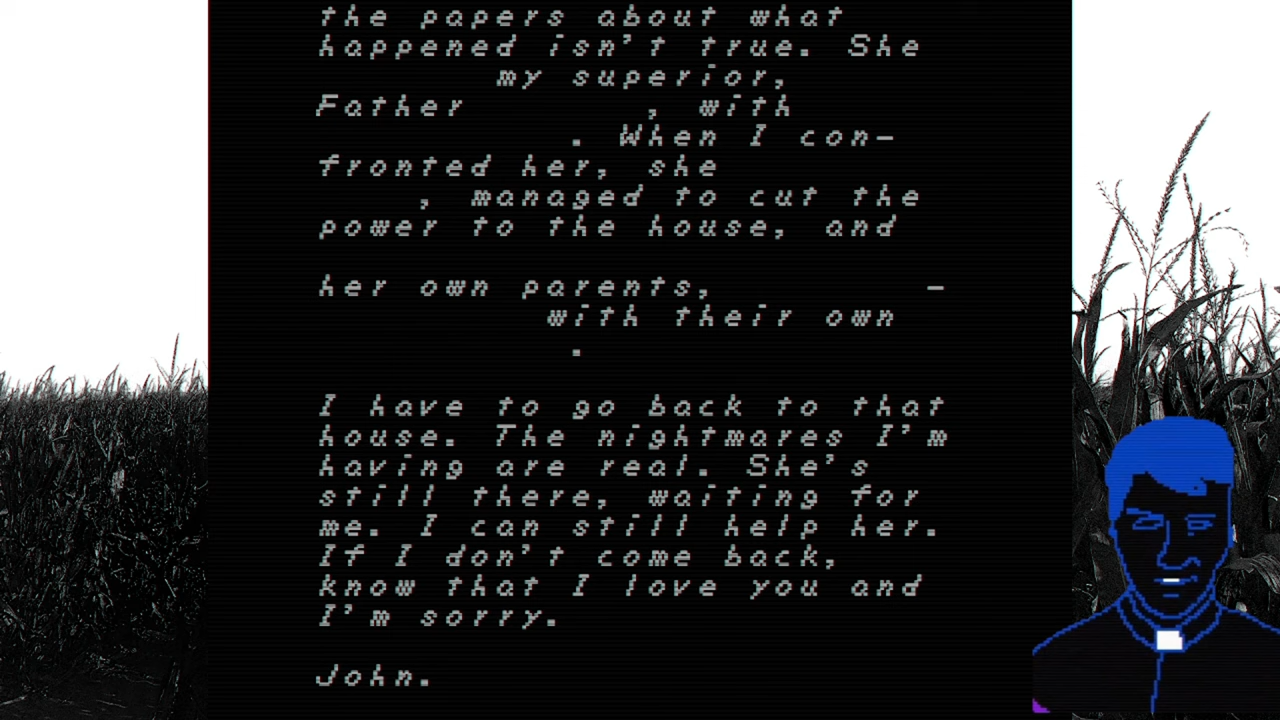 the papers about what
happened isn't true. She
my superior,
Father , with
. When I con-
fronted her, she
, managed to cut the
power to the house, and
her own parents, -
with their own
.
I have to go back to that
house. The nightmares I'm
having are real. She's
still there, waiting for
me. I can still help her.
If I don't come back,
know that I love you and
I'm sorry.
John.